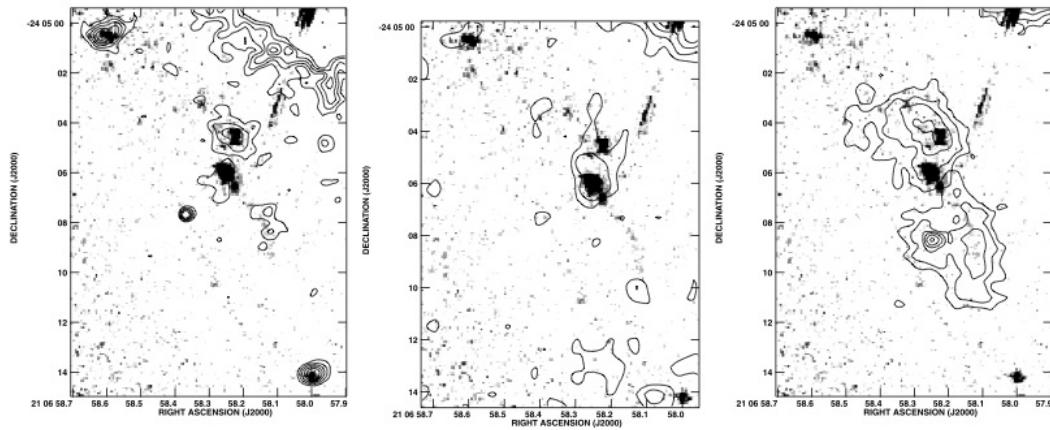 -24 05 00
02
04
06
08
10
12
14
DECLINATION (J2000)
21 06 58.7 58.6 58.5 58.4 58.3 58.2 58.1 58.0 57.9
RIGHT ASCENSION (J2000)
-24 05 00
02
04
06
08
10
12
14
DECLINATION (J2000)
21 06 58.7 58.6 58.5 58.4 58.3 58.2 58.1 58.0
RIGHT ASCENSION (J2000)
-24 05 00
02
04
06
08
10
12
14
DECLINATION (J2000)
21 06 58.7 58.6 58.5 58.4 58.3 58.2 58.1 58.0 57.9
RIGHT ASCENSION (J2000)